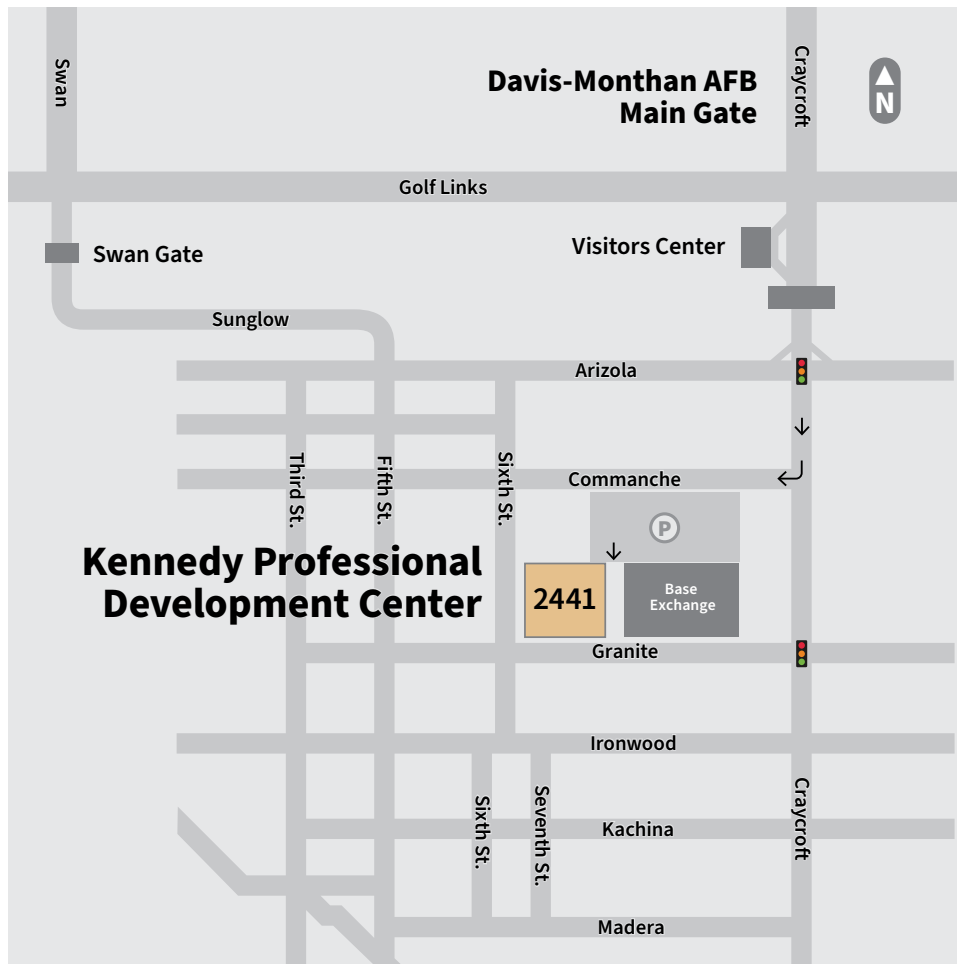 Swan
Craycroft
Davis-Monthan AFB
Main Gate
N
Golf Links
Swan Gate
Visitors Center
Sunglow
Arizola
Third St.
Fifth St.
Sixth St.
Commanche
P
Kennedy Professional
Development Center
2441
Base
Exchange
Granite
Ironwood
Sixth St.
Seventh St.
Craycroft
Kachina
Madera